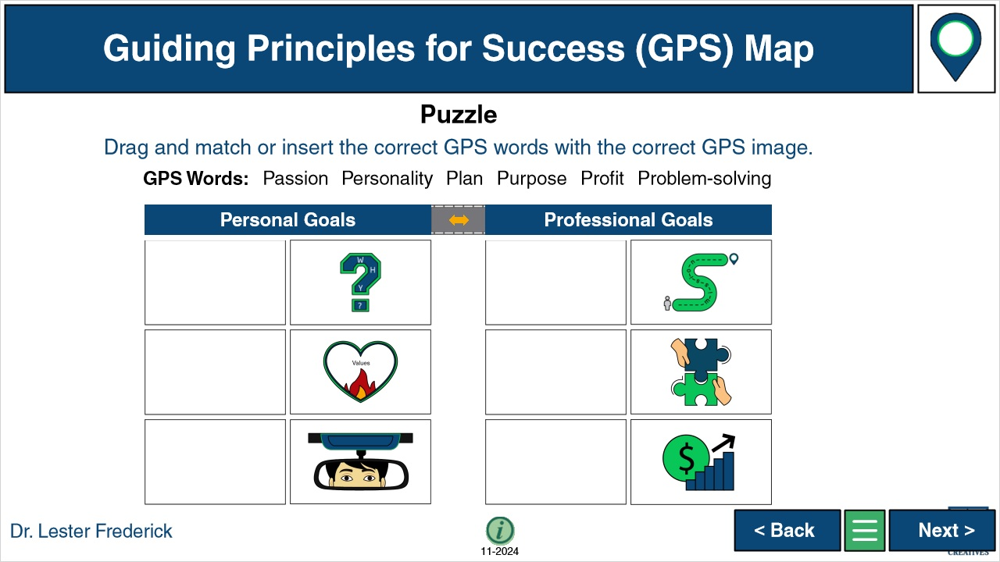 Guiding Principles for Success (GPS) Map
Puzzle
Drag and match or insert the correct GPS words with the correct GPS image.
GPS Words: Passion Personality Plan Purpose Profit Problem-solving
Personal Goals
Professional Goals
W
H
Y
?
Values
$
Dr. Lester Frederick
i
11-2024
< Back
Next >
CREATIVES